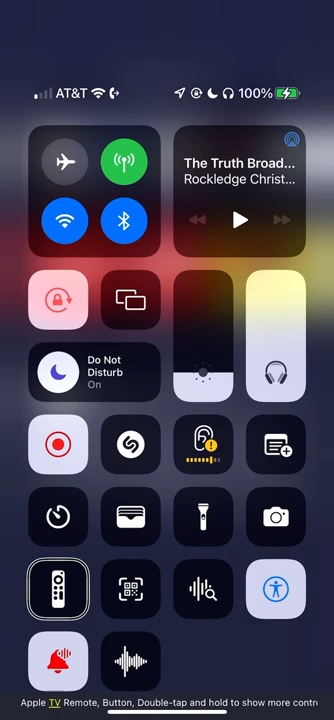 AT&T
100%
The Truth Broad...
Rockledge Christ...
Do Not
Disturb
On
Apple TV Remote, Button, Double-tap and hold to show more contr